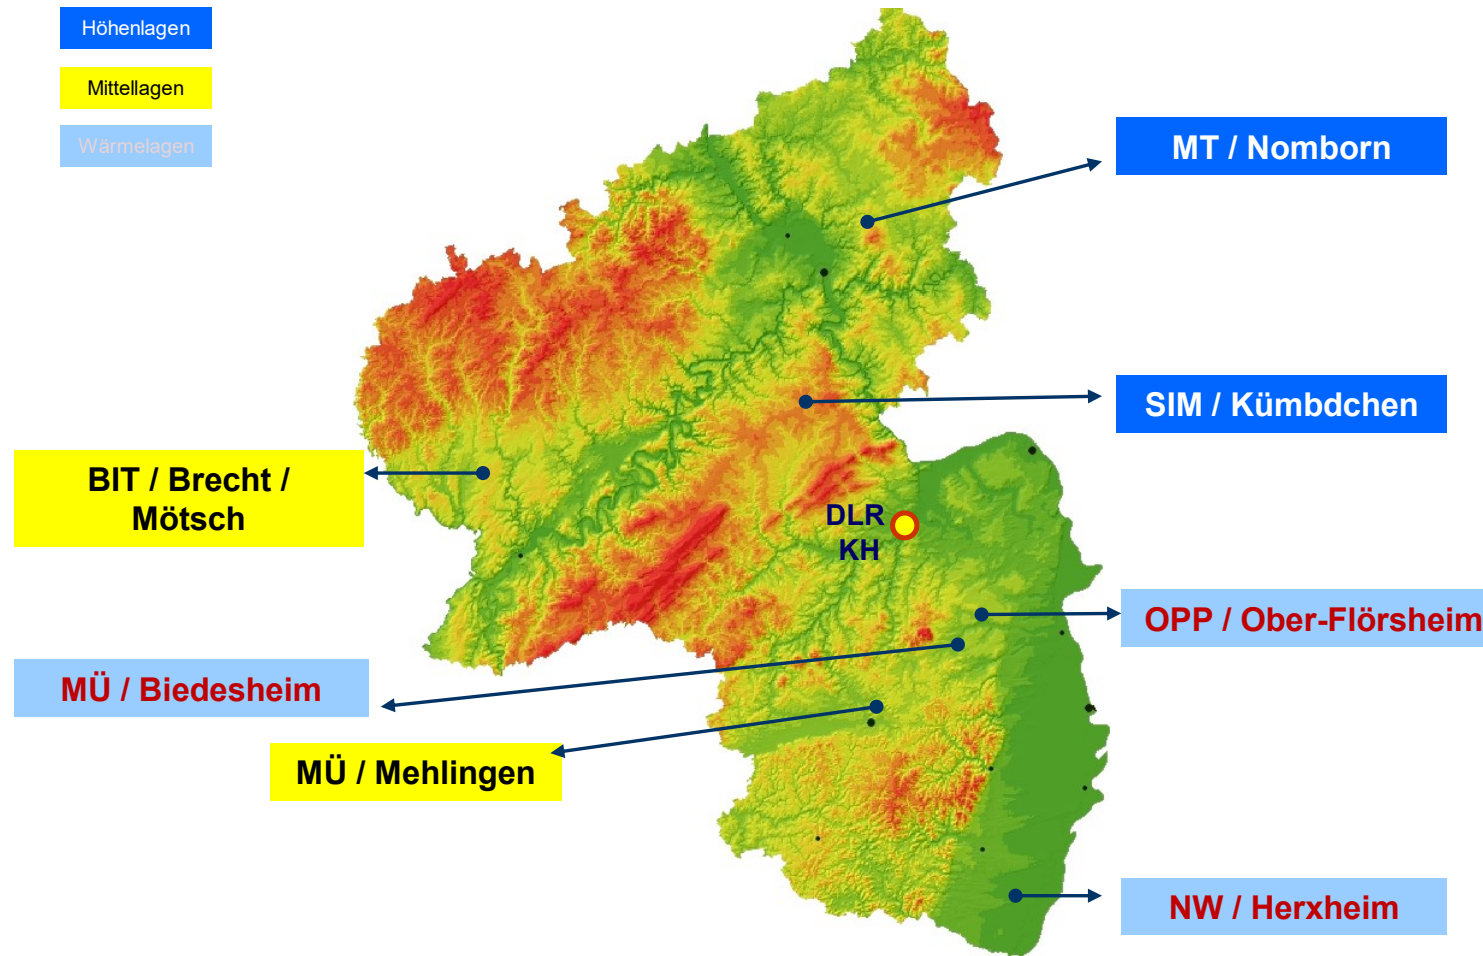 Höhenlagen
Mittellagen
Wärmelagen
MT / Nomborn
SIM / Kümbdchen
BIT / Brecht /
Mötsch
DLR
KH
OPP / Ober-Flörsheim
MÜ / Biedesheim
MÜ / Mehlingen
NW / Herxheim